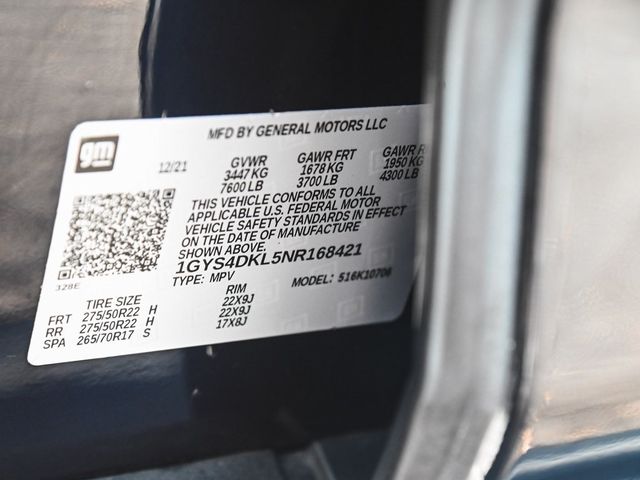 MFD BY GENERAL MOTORS LLC
gm
12/21 GVWR GAWR FRT GAWR R
3447 KG 1678 KG 1950 KG
7600 LB 3700 LB 4300 LB
THIS VEHICLE CONFORMS TO ALL
APPLICABLE U.S. FEDERAL MOTOR
VEHICLE SAFETY STANDARDS IN EFFECT
ON THE DATE OF MANUFACTURE
SHOWN ABOVE.
1GYS4DKL5NR168421
328E TYPE: MPV MODEL: 516K10706
TIRE SIZE RIM
FRT 275/50R22 H 22X9J
RR 275/50R22 H 22X9J
SPA 265/70R17 S 17X8J